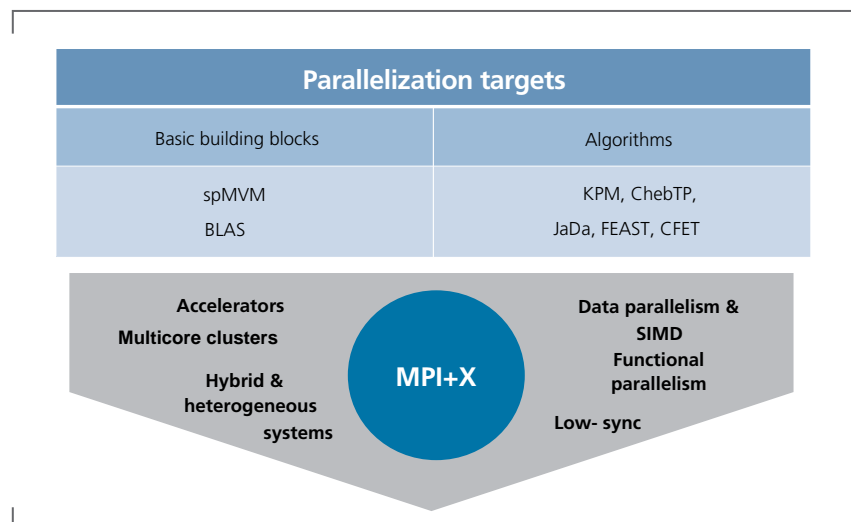 Parallelization targets
Basic building blocks
Algorithms
spMVM
BLAS
KPM, ChebTP,
JaDa, FEAST, CFET
Accelerators
Multicore clusters
Hybrid &
heterogeneous
systems
MPI+X
Data parallelism &
SIMD
Functional
parallelism
Low- sync